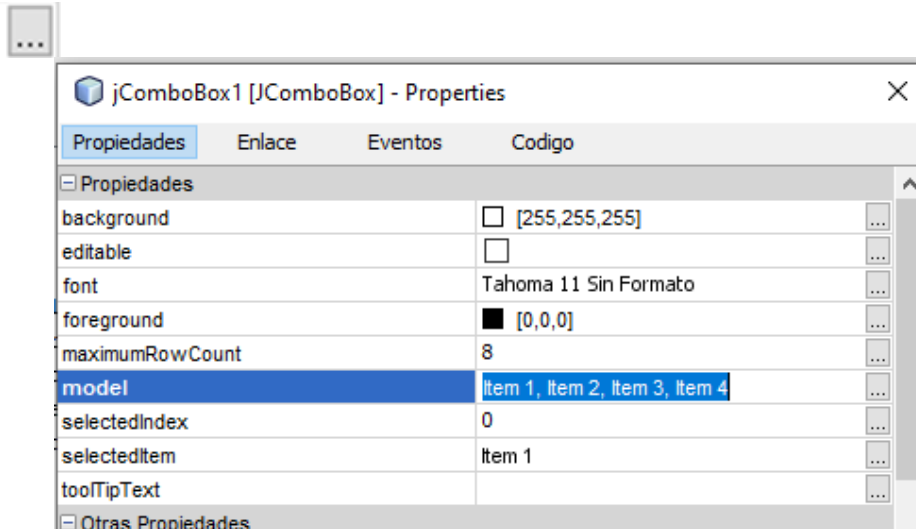 ...
jComboBox1 [JComboBox] - Properties
Propiedades Enlace Eventos Codigo
Propiedades
background [255,255,255] ...
editable ...
font Tahoma 11 Sin Formato ...
foreground [0,0,0] ...
maximumRowCount 8 ...
model Item 1, Item 2, Item 3, Item 4 ...
selectedIndex 0 ...
selectedItem Item 1 ...
toolTipText ...
Otras Propiedades